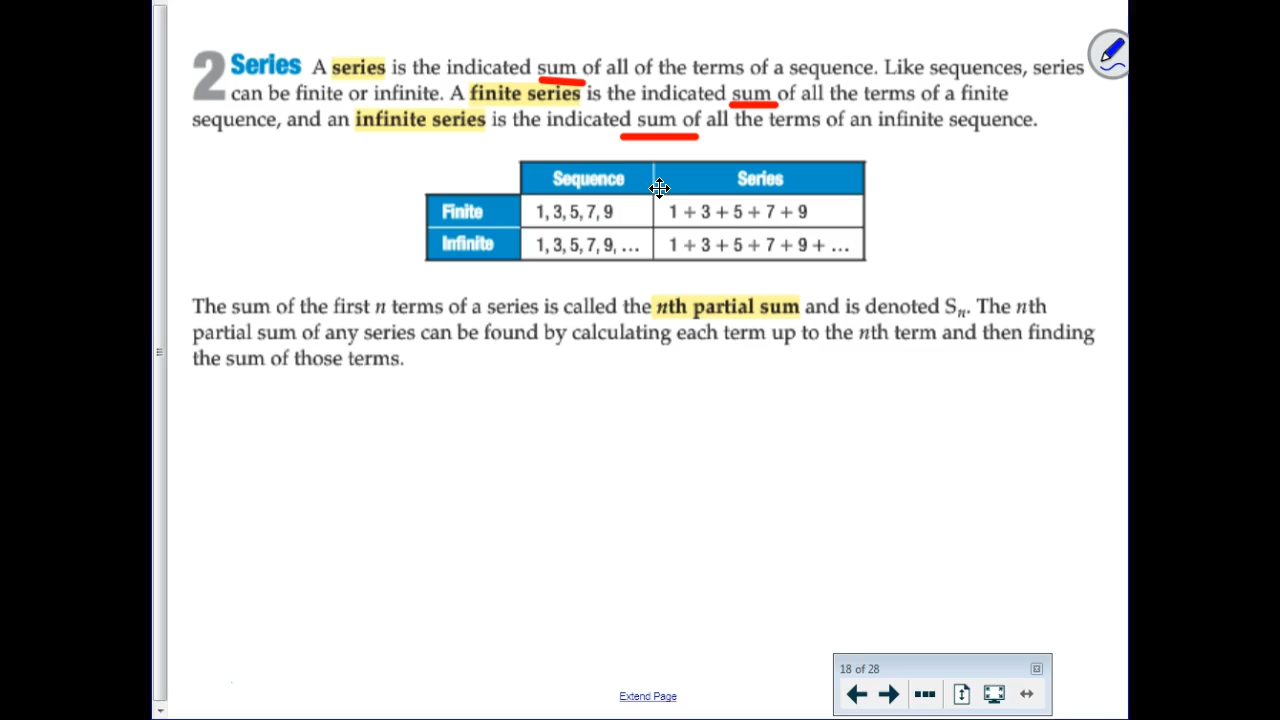 2 Series A series is the indicated sum of all of the terms of a sequence. Like sequences, series
can be finite or infinite. A finite series is the indicated sum of all the terms of a finite
sequence, and an infinite series is the indicated sum of all the terms of an infinite sequence.
Sequence Series
Finite 1, 3, 5, 7, 9 1 + 3 + 5 + 7 + 9
Infinite 1, 3, 5, 7, 9, … 1 + 3 + 5 + 7 + 9 + …
The sum of the first n terms of a series is called the nth partial sum and is denoted Sₙ. The nth
partial sum of any series can be found by calculating each term up to the nth term and then finding
the sum of those terms.
18 of 28
Extend Page